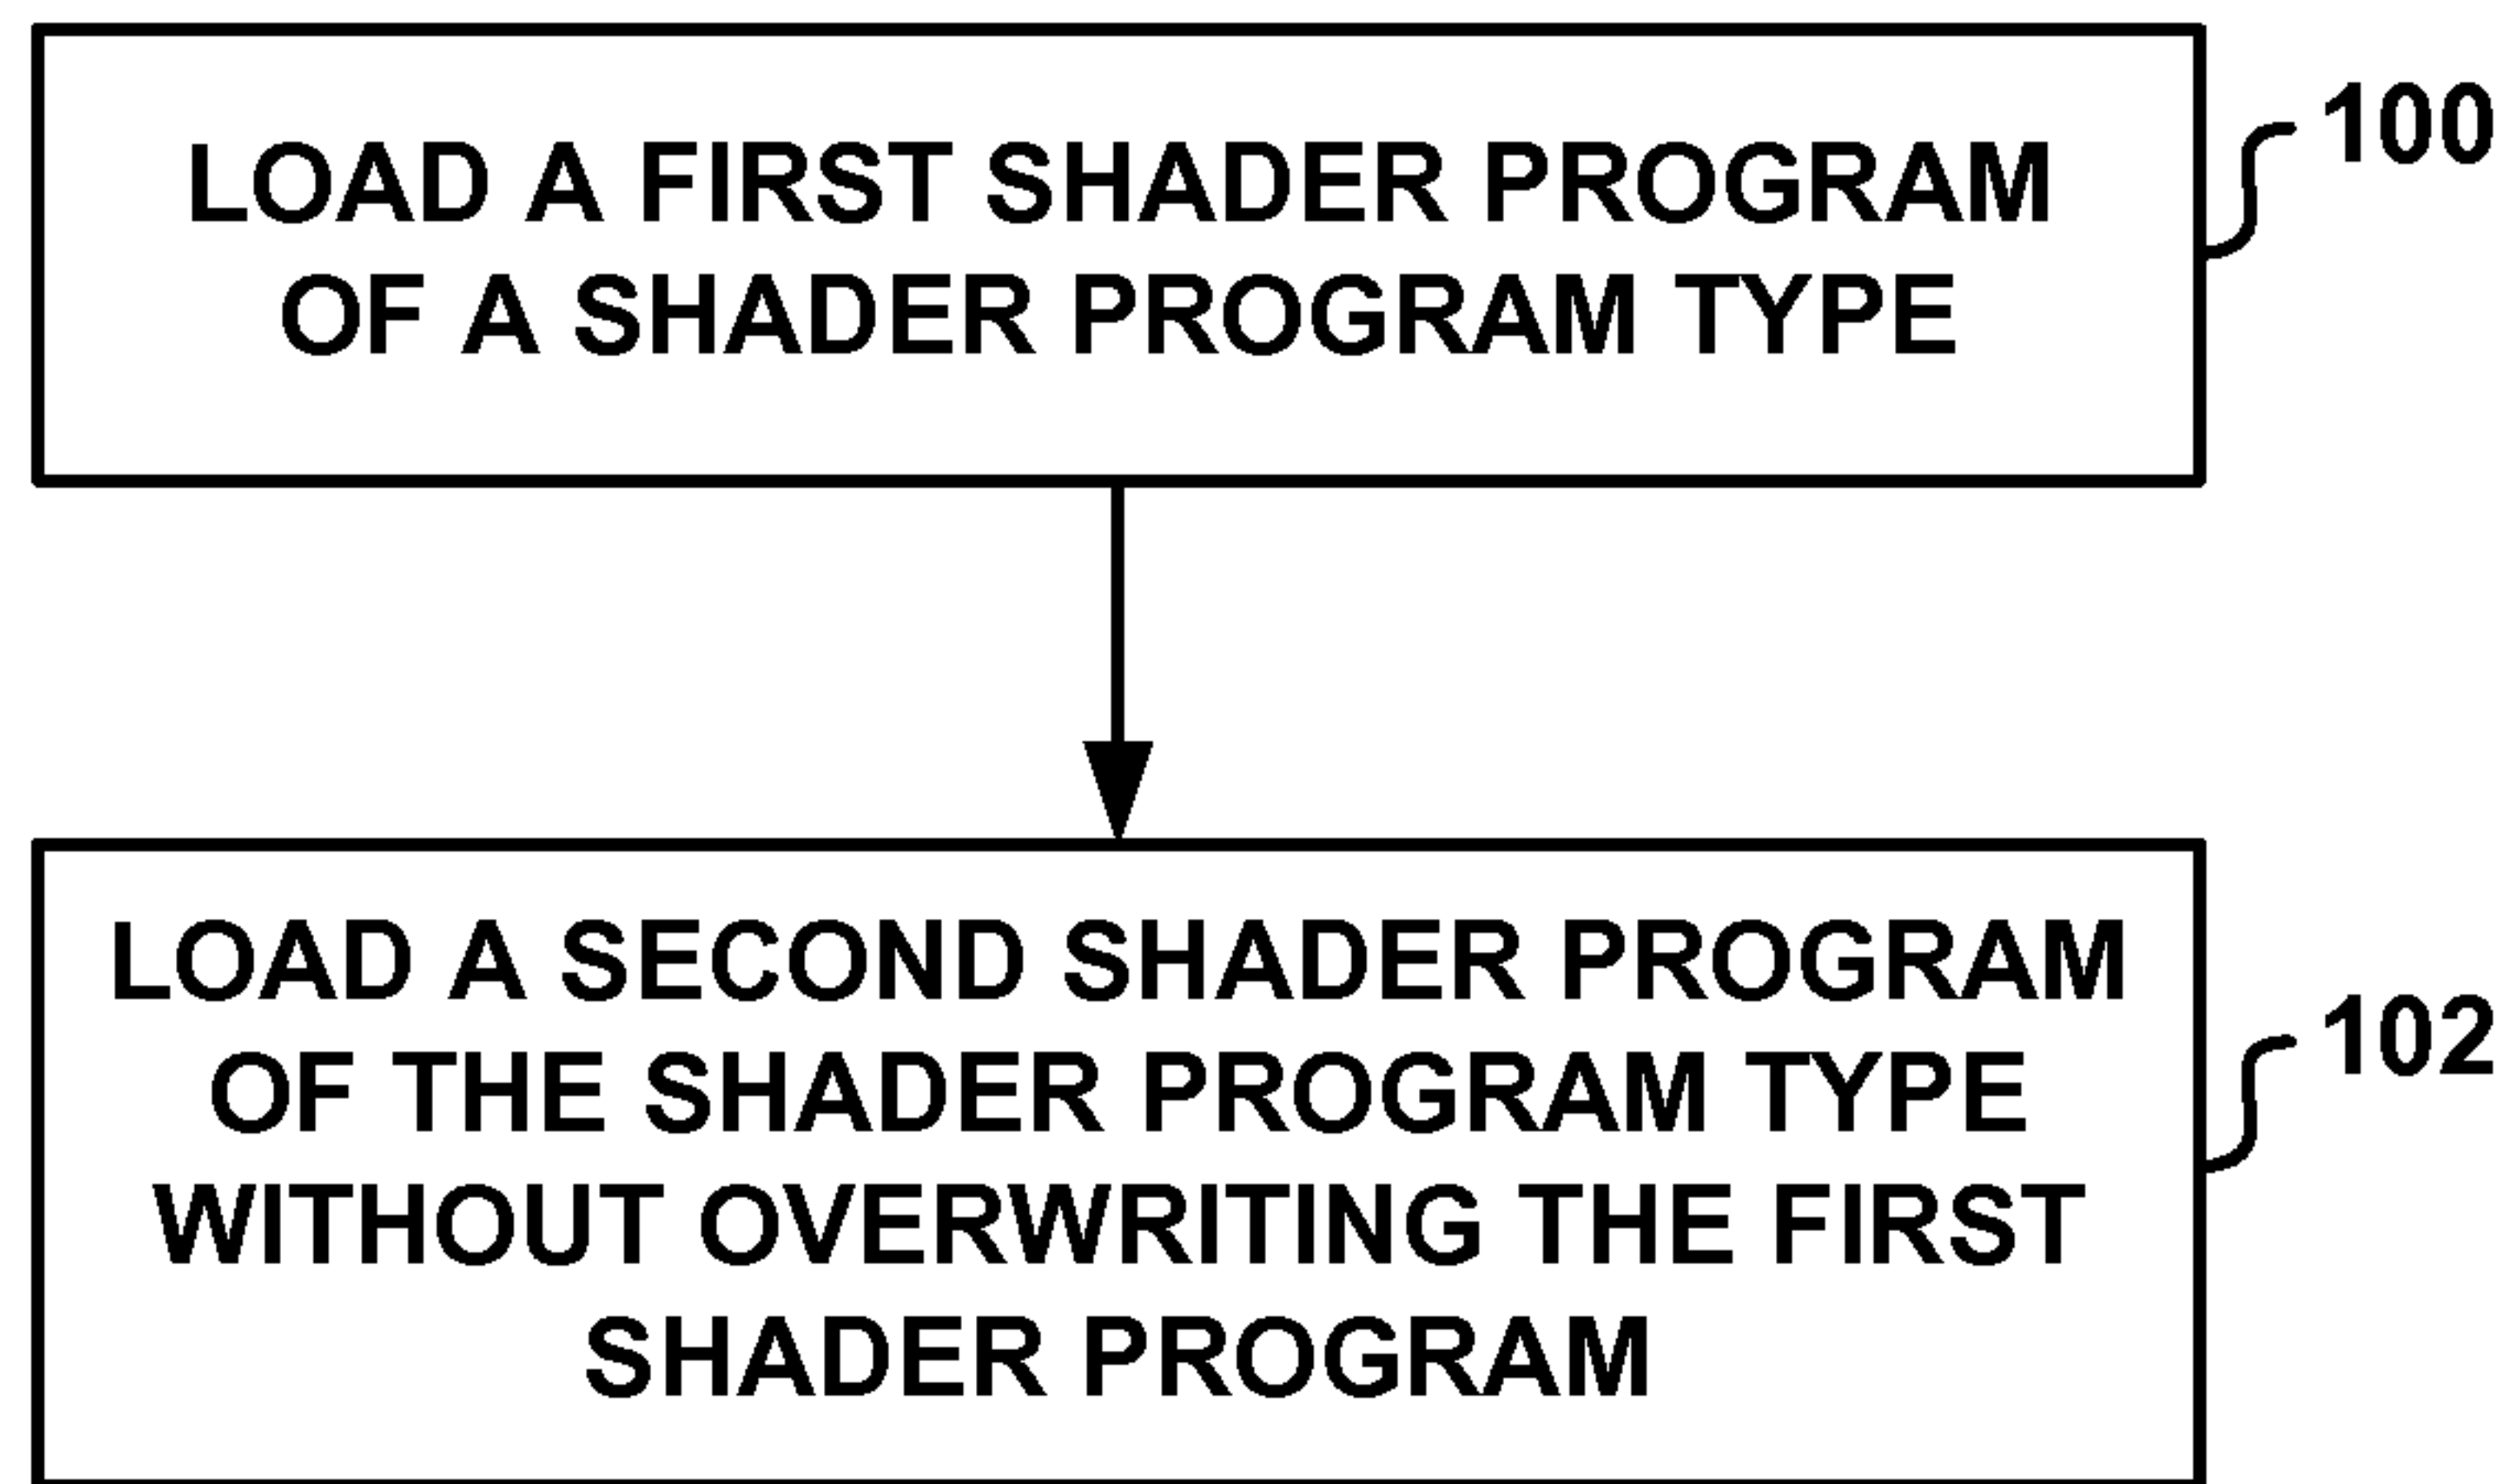 LOAD A FIRST SHADER PROGRAM
OF A SHADER PROGRAM TYPE
100
LOAD A SECOND SHADER PROGRAM
OF THE SHADER PROGRAM TYPE
WITHOUT OVERWRITING THE FIRST
SHADER PROGRAM
102